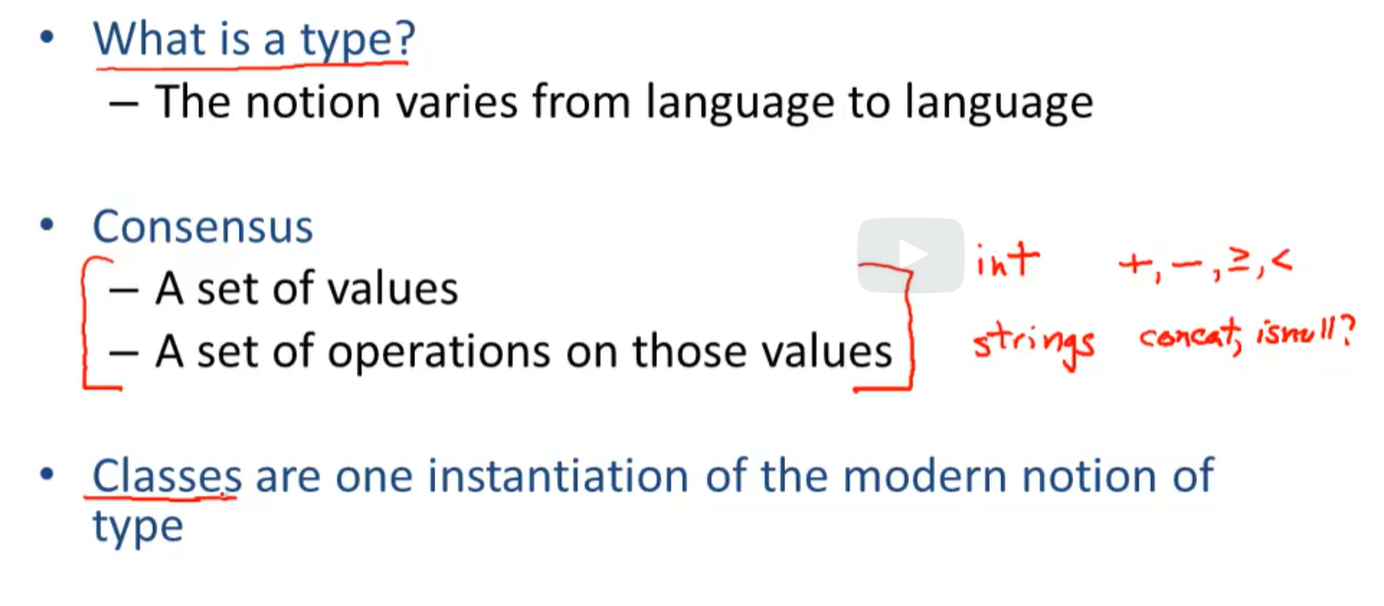 • What is a type?
– The notion varies from language to language
• Consensus
– A set of values
– A set of operations on those values
int +, −, ≥, <
strings concat, isnull?
• Classes are one instantiation of the modern notion of
type